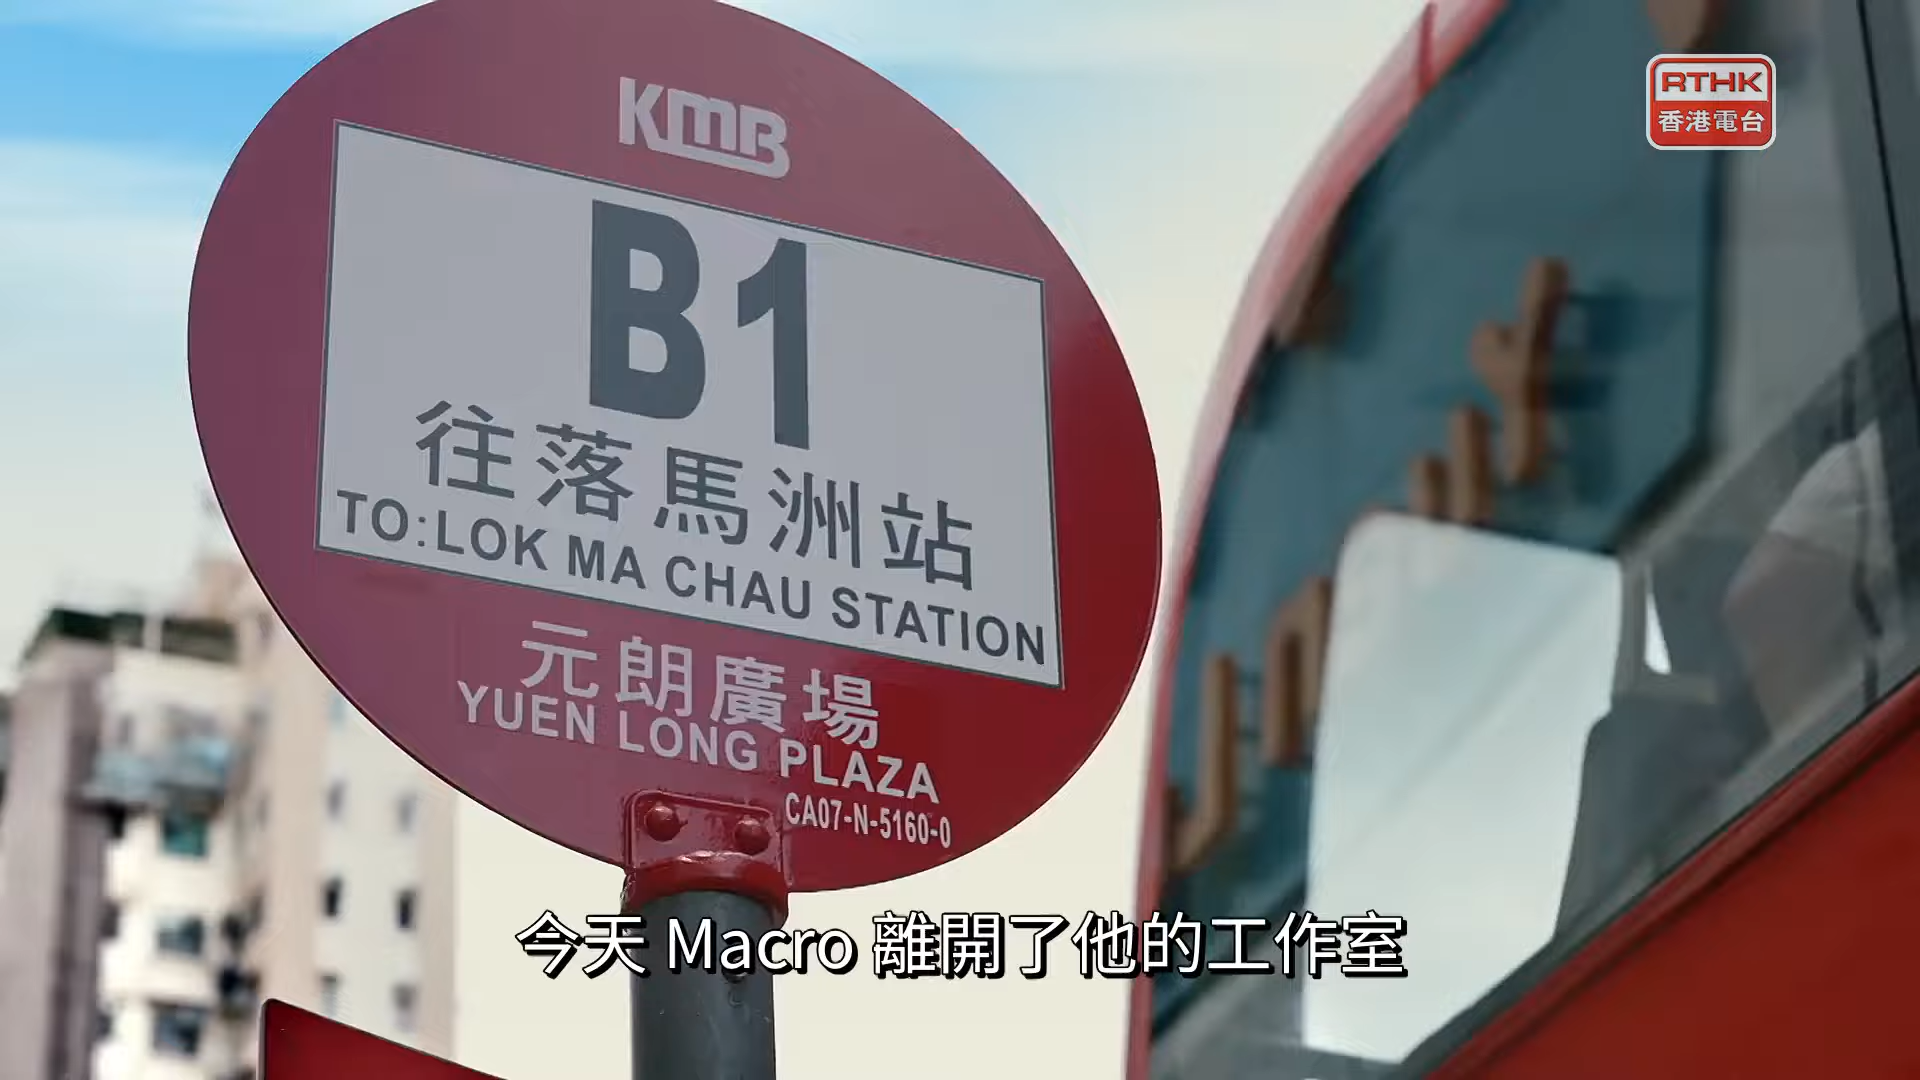 KMB
B1
往落馬洲站
TO:LOK MA CHAU STATION
元朗廣場
YUEN LONG PLAZA
CA07-N-5160-0
RTHK
香港電台
今天 Macro 離開了他的工作室